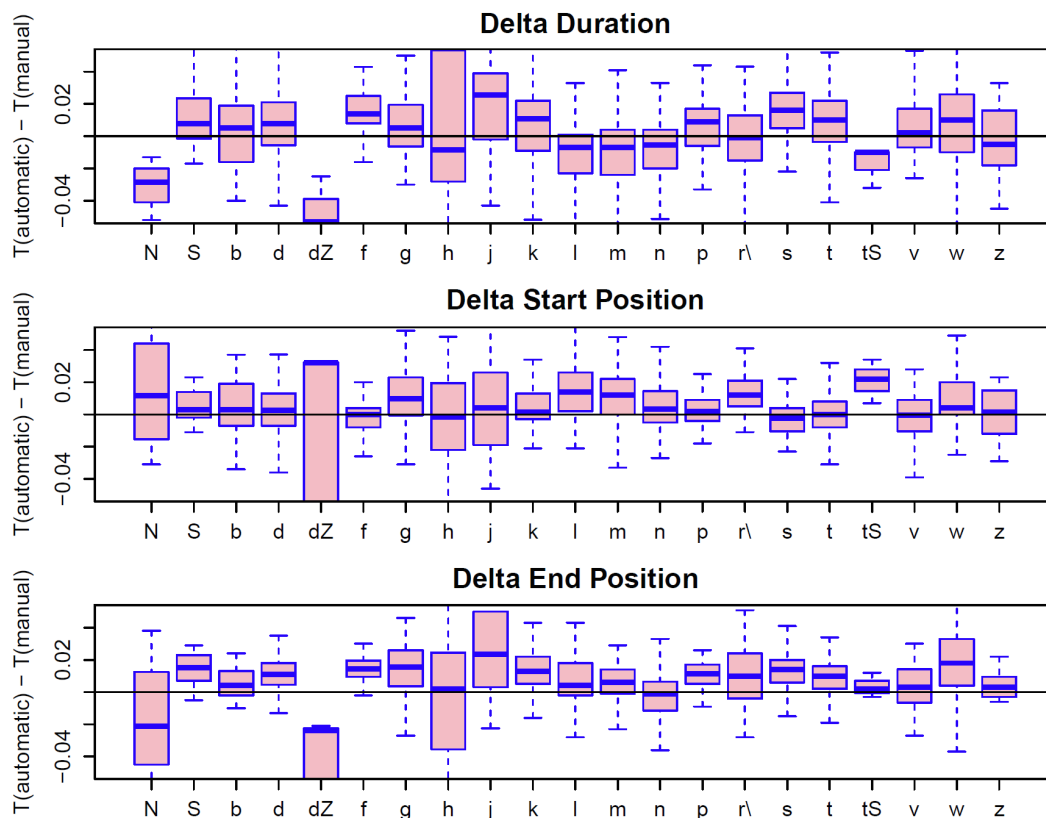 Delta Duration
T(automatic) − T(manual)
0.02
−0.04
N S b d dZ f g h j k l m n p r\ s t tS v w z
Delta Start Position
T(automatic) − T(manual)
0.02
−0.04
N S b d dZ f g h j k l m n p r\ s t tS v w z
Delta End Position
T(automatic) − T(manual)
0.02
−0.04
N S b d dZ f g h j k l m n p r\ s t tS v w z